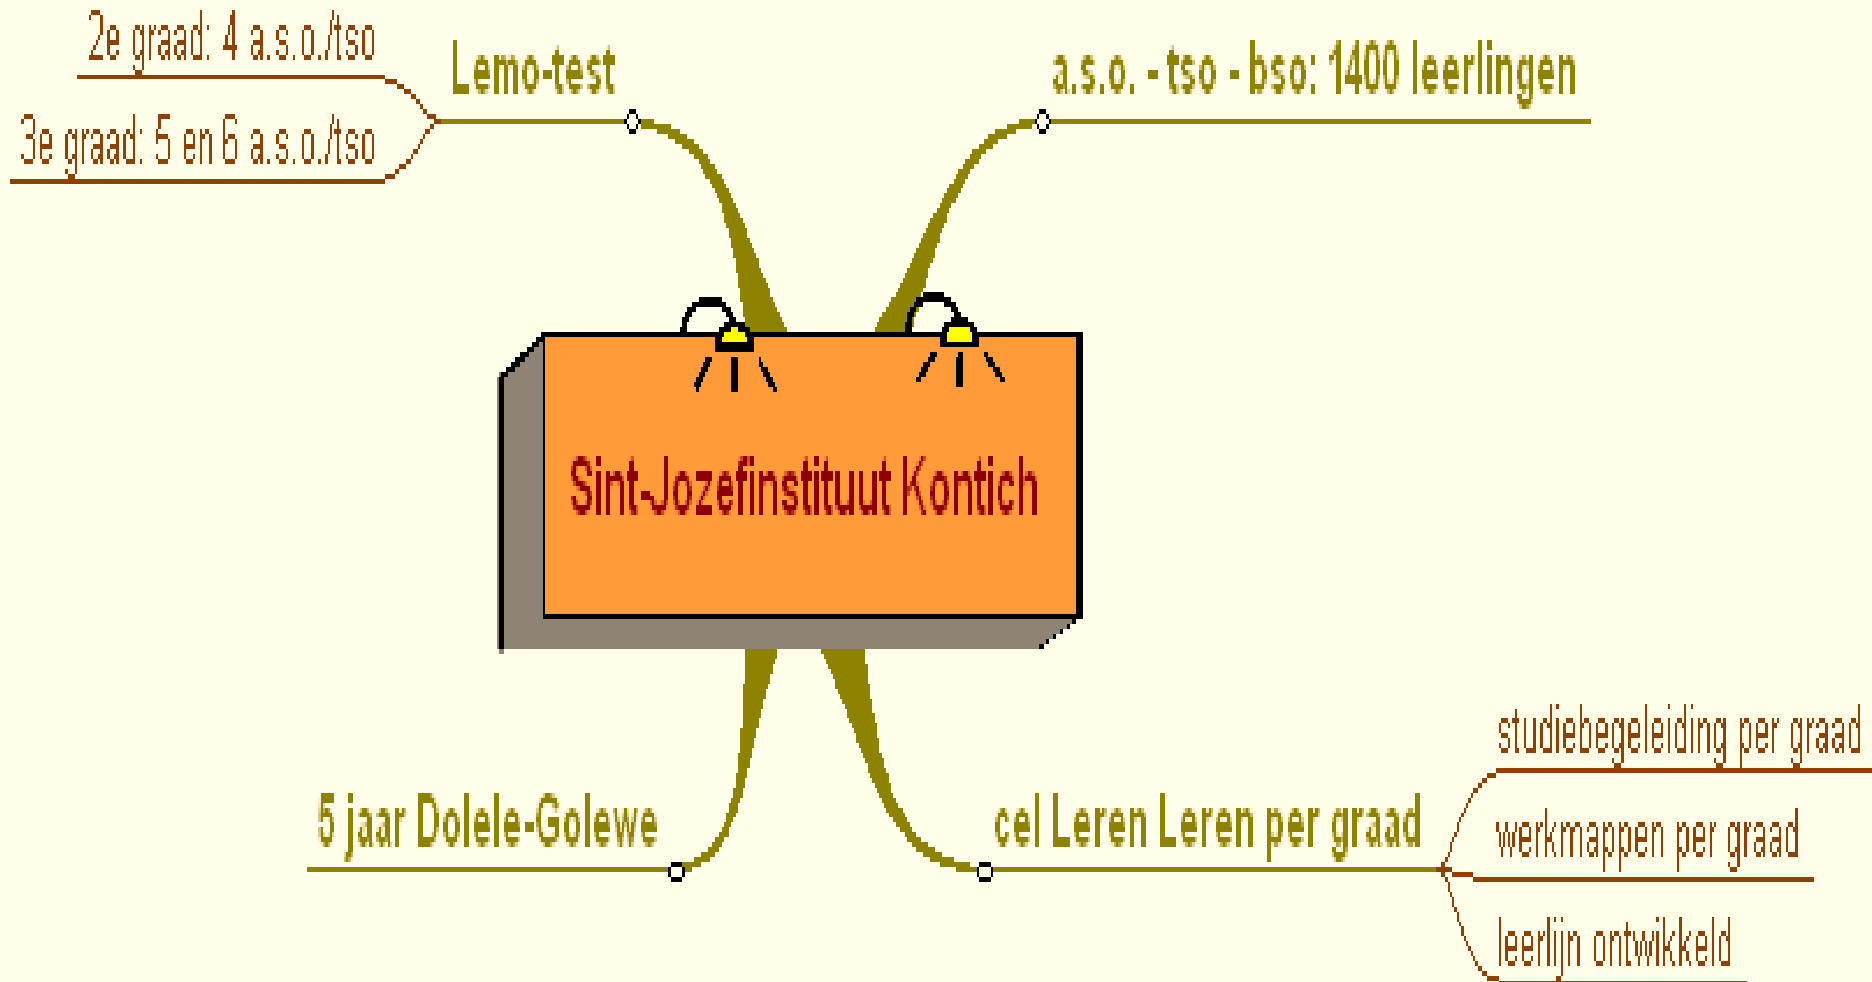 2e graad: 4 a.s.o./tso
3e graad: 5 en 6 a.s.o./tso
Lemo-test
a.s.o. - tso - bso: 1400 leerlingen
Sint-Jozefinstituut Kontich
5 jaar Dolele-Golewe
cel Leren Leren per graad
studiebegeleiding per graad
werkmappen per graad
leerlijn ontwikkeld